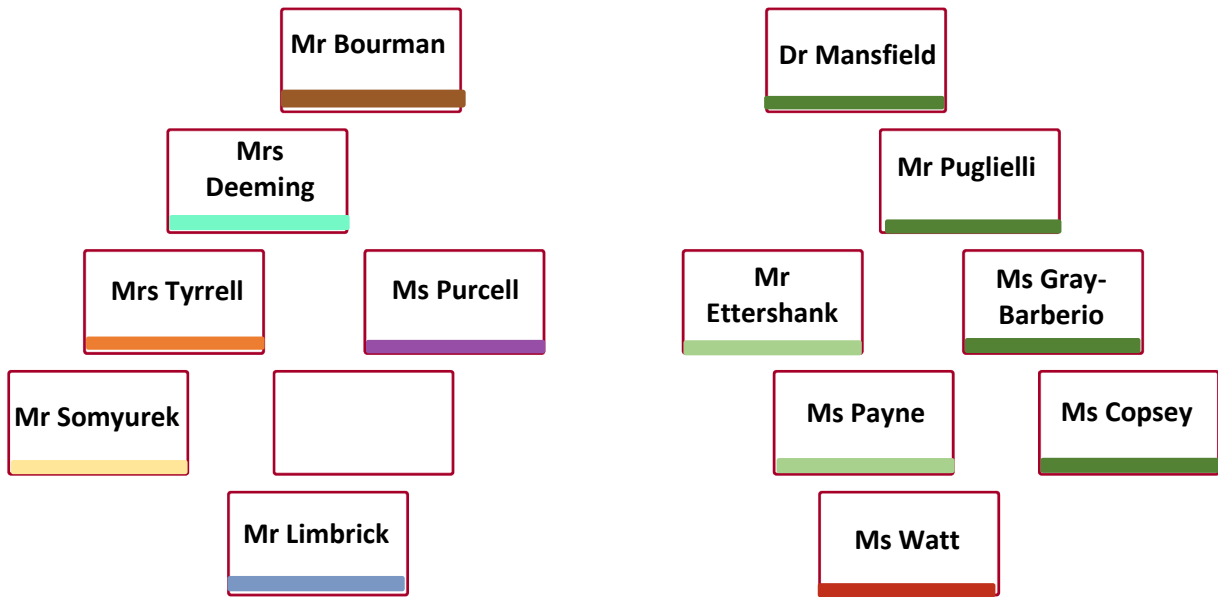 Mr Bourman
Dr Mansfield
Mrs
Deeming
Mr Puglielli
Mrs Tyrrell
Ms Purcell
Mr
Ettershank
Ms Gray-
Barberio
Mr Somyurek
Ms Payne
Ms Copsey
Mr Limbrick
Ms Watt